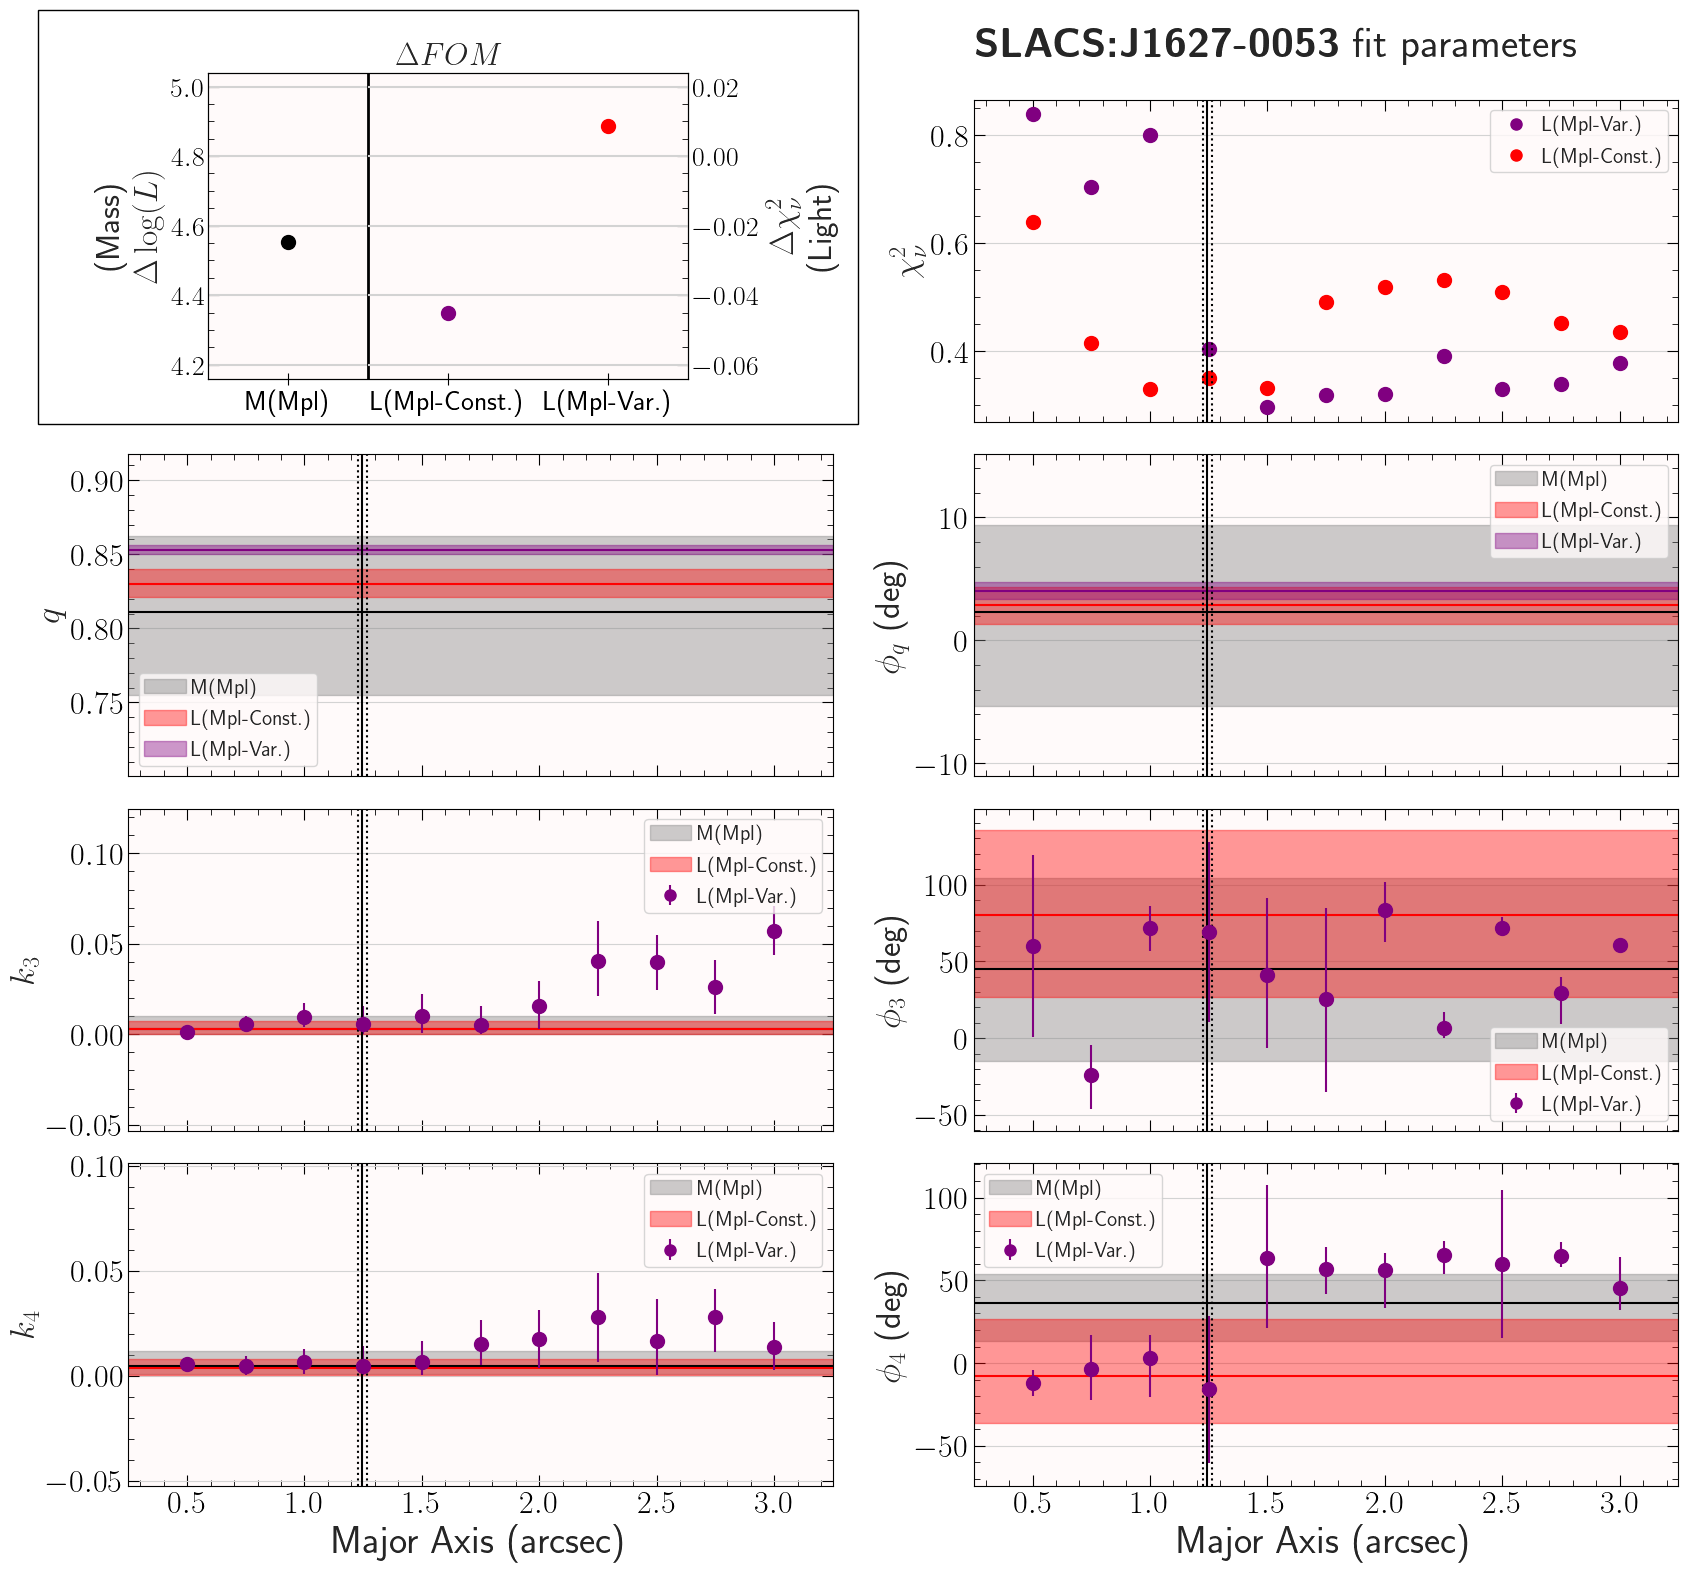 SLACS:J1627-0053 fit parameters
ΔFOM
(Mass)
Δ log(L)
5.0
4.8
4.6
4.4
4.2
0.02
0.00
−0.02
−0.04
−0.06
Δχ²ᵥ
(Light)
M(Mpl)
L(Mpl-Const.)
L(Mpl-Var.)
χ²ᵥ
0.8
0.6
0.4
L(Mpl-Var.)
L(Mpl-Const.)
q
0.90
0.85
0.80
0.75
M(Mpl)
L(Mpl-Const.)
L(Mpl-Var.)
ϕq (deg)
10
0
−10
M(Mpl)
L(Mpl-Const.)
L(Mpl-Var.)
k₃
0.10
0.05
0.00
−0.05
M(Mpl)
L(Mpl-Const.)
L(Mpl-Var.)
ϕ₃ (deg)
100
50
0
−50
M(Mpl)
L(Mpl-Const.)
L(Mpl-Var.)
k₄
0.10
0.05
0.00
−0.05
M(Mpl)
L(Mpl-Const.)
L(Mpl-Var.)
0.5 1.0 1.5 2.0 2.5 3.0
Major Axis (arcsec)
ϕ₄ (deg)
100
50
0
−50
M(Mpl)
L(Mpl-Const.)
L(Mpl-Var.)
0.5 1.0 1.5 2.0 2.5 3.0
Major Axis (arcsec)